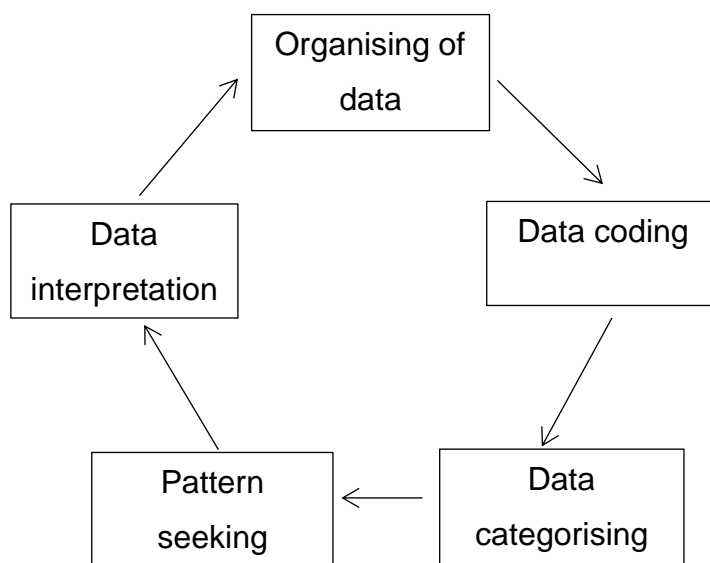 Organising of
data
Data coding
Data
categorising
Pattern
seeking
Data
interpretation